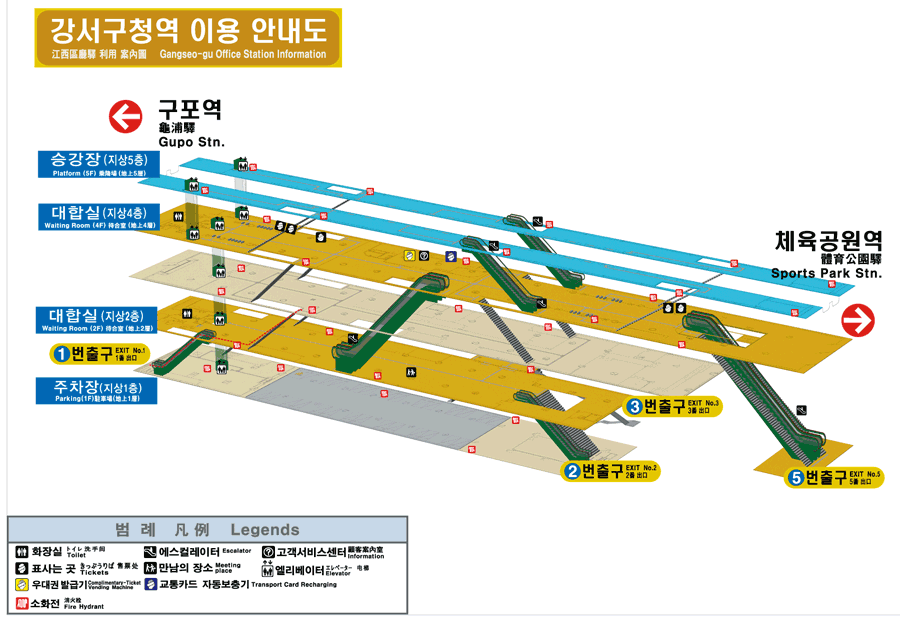 강서구청역 이용 안내도
江西區廳驛 利用 案內圖 Gangseo-gu Office Station Information
구포역
龜浦驛
Gupo Stn.
승강장(지상5층)
Platform (5F) 乘降場(地上5層)
대합실(지상4층)
Waiting Room (4F) 待合室(地上4層)
체육공원역
體育公園驛
Sports Park Stn.
대합실(지상2층)
Waiting Room (2F) 待合室(地上2層)
1 번출구 EXIT No.1
1番 出口
주차장(지상1층)
Parking(1F)駐車場(地上1層)
3 번출구 EXIT No.3
3番 出口
2 번출구 EXIT No.2
2番 出口
5 번출구 EXIT No.5
5番 出口
범 례 凡 例 Legends
화장실 トイレ 洗手间 Toilet
에스컬레이터 Escalator
고객서비스센터 顧客案內室 Information
표사는 곳 きっぷうりば 售票处 Tickets
만남의 장소 Meeting place
엘리베이터 エレベーター 电梯 Elevator
우대권 발급기 Complimentary-Ticket Vending Machine
교통카드 자동보충기 Transport Card Recharging
소화전 消火栓 Fire Hydrant